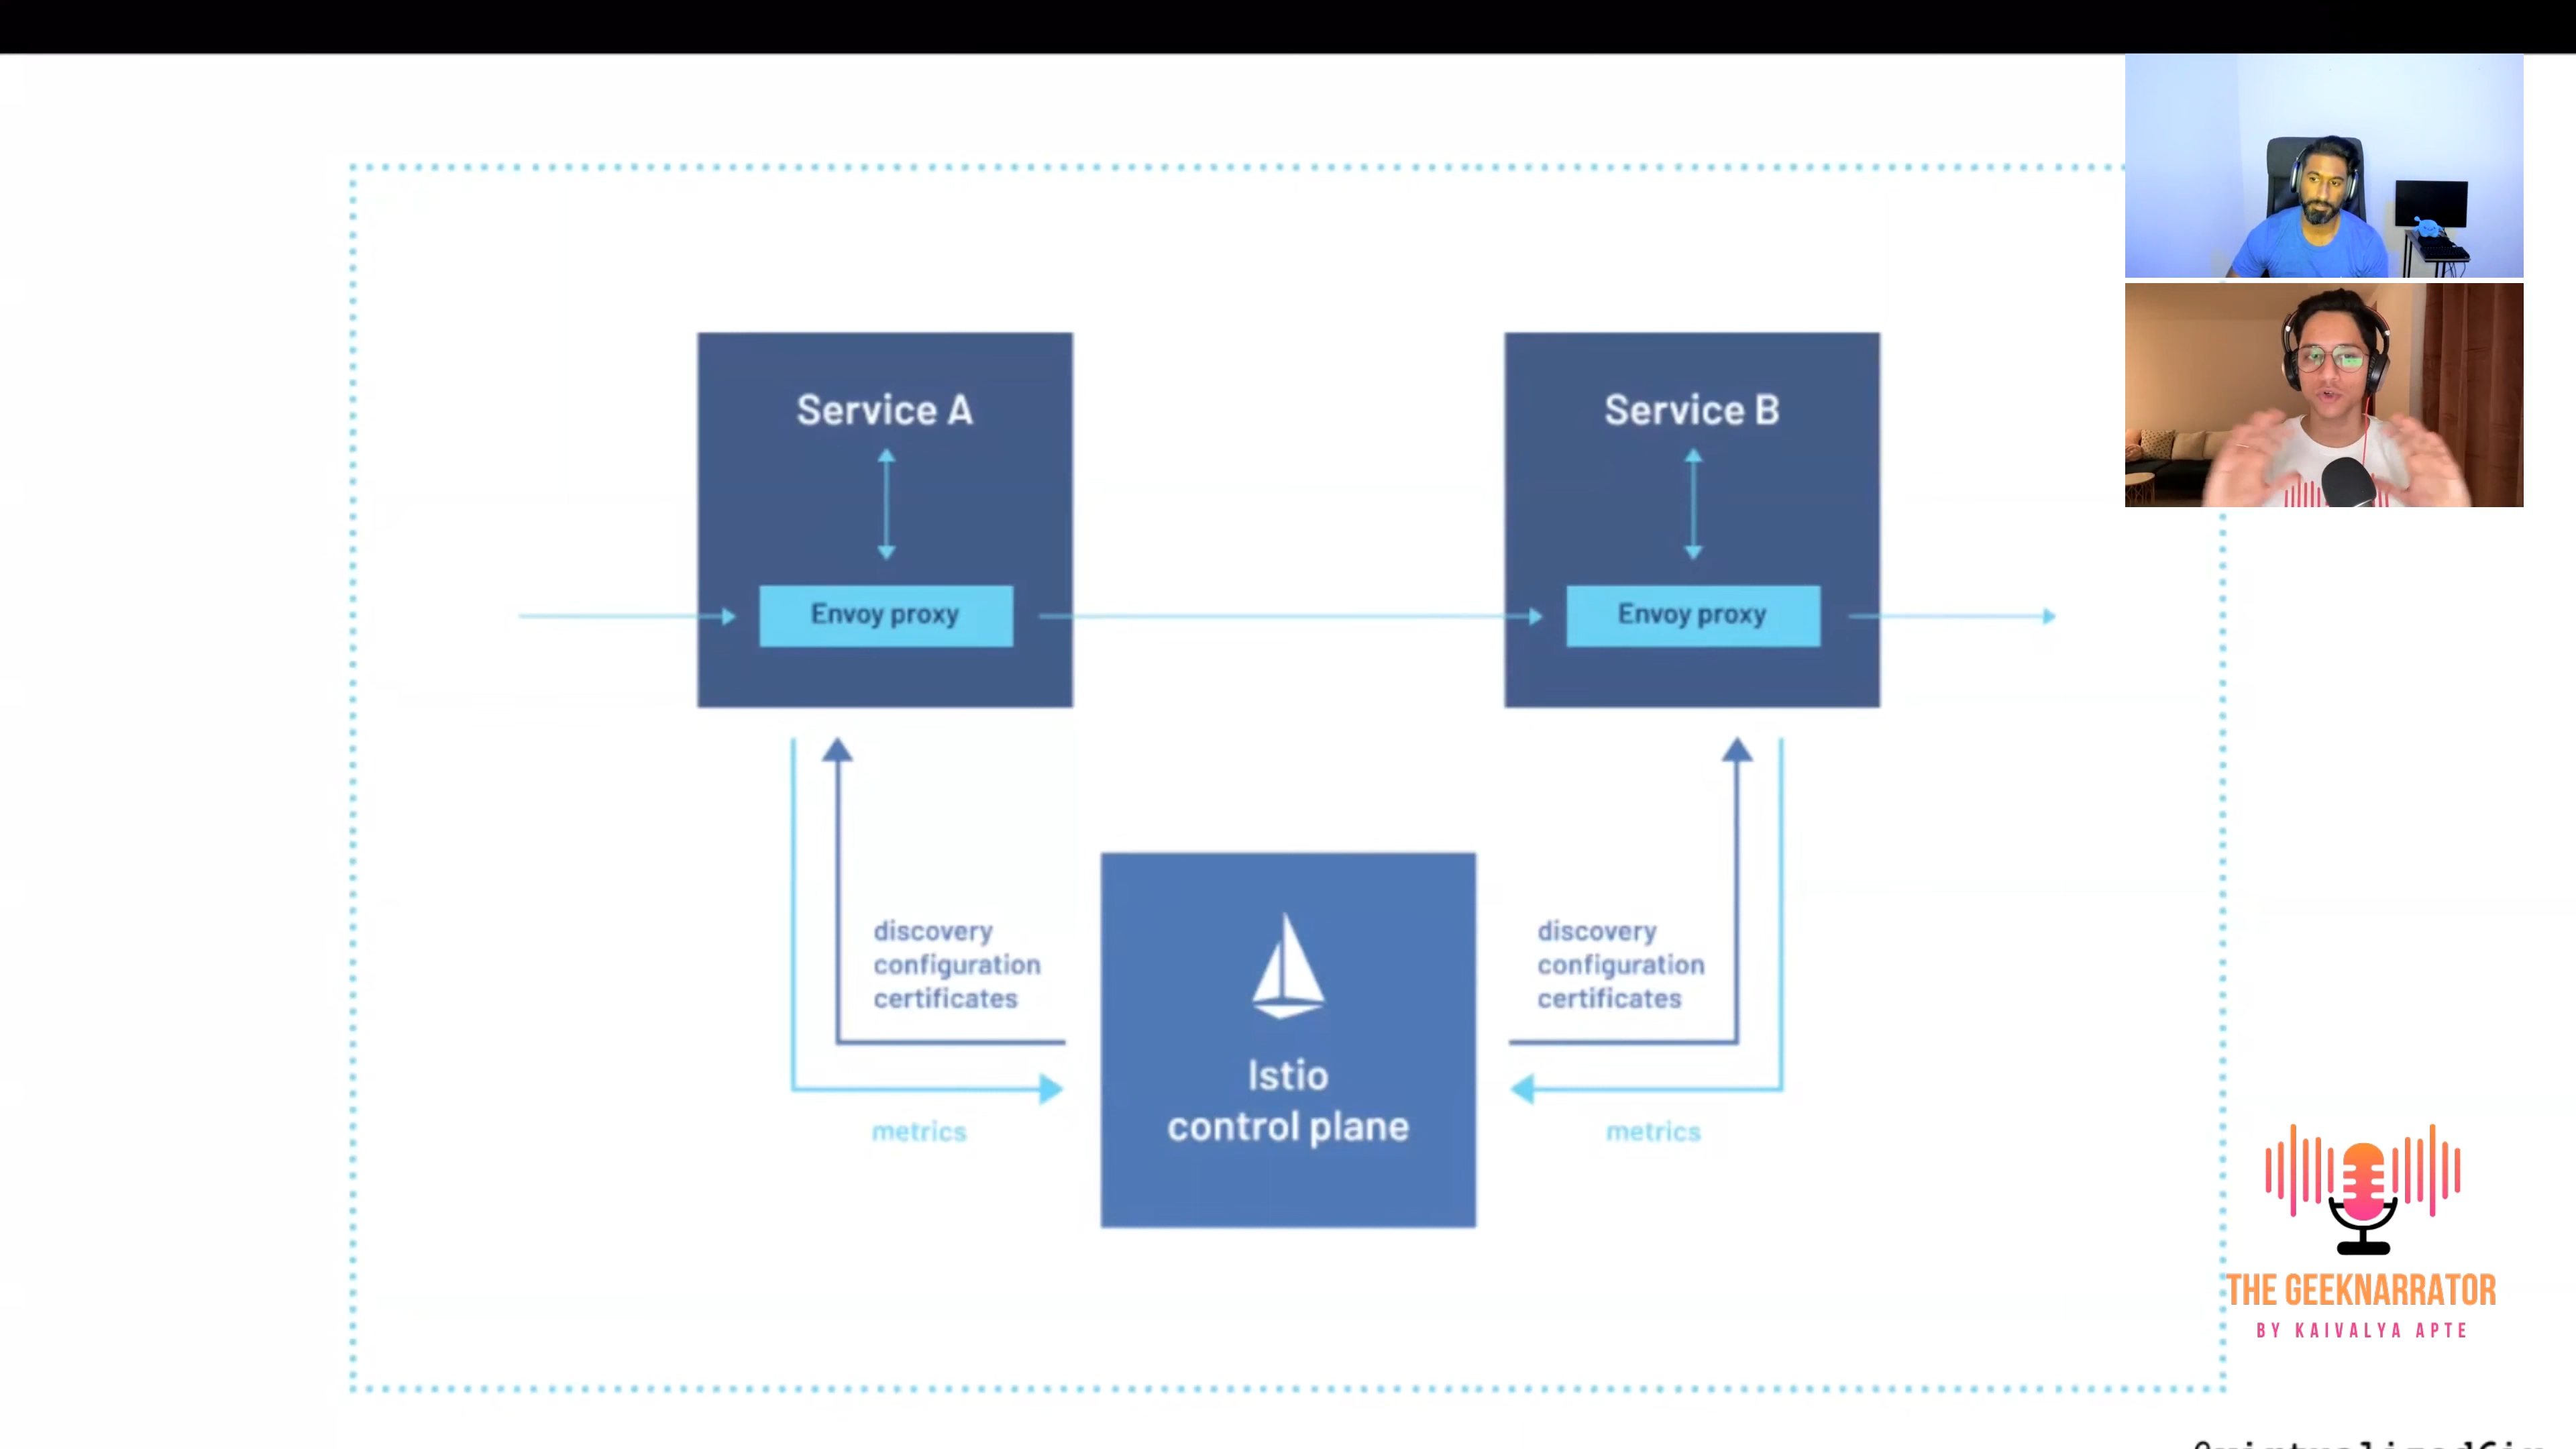 Service A
Envoy proxy
Service B
Envoy proxy
discovery
configuration
certificates
metrics
Istio
control plane
discovery
configuration
certificates
metrics
THE GEEKNARRATOR
BY KAIVALYA APTE